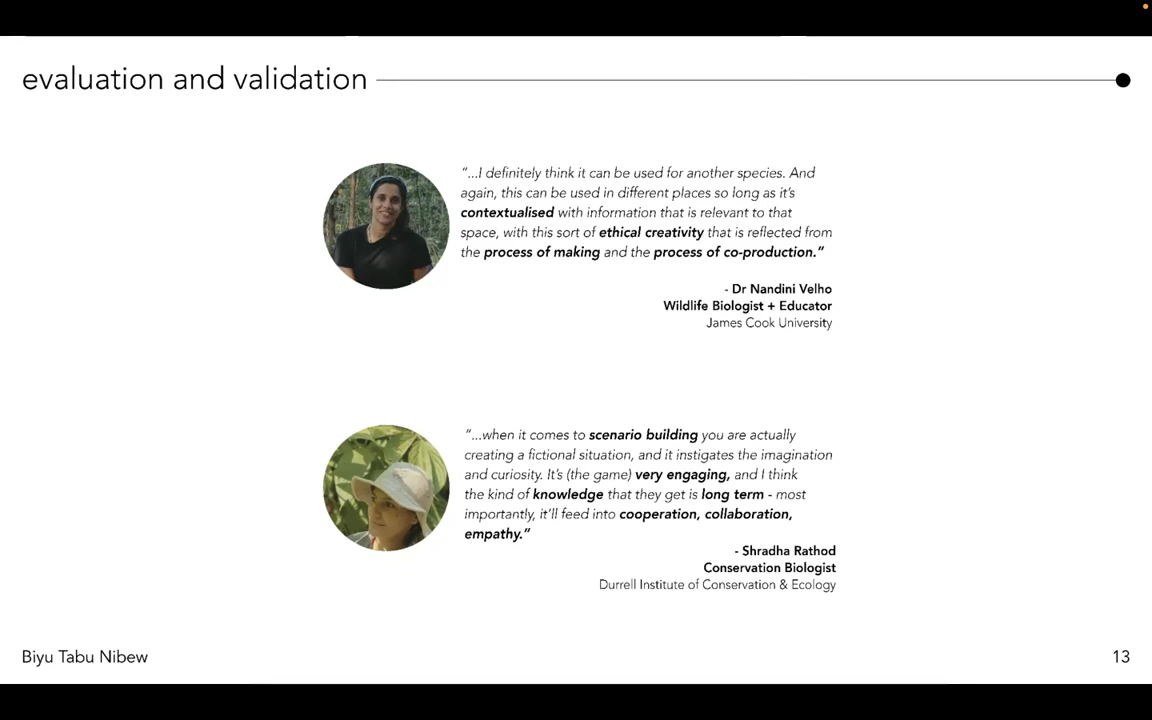 evaluation and validation
“...I definitely think it can be used for another species. And
again, this can be used in different places so long as it’s
contextualised with information that is relevant to that
space, with this sort of ethical creativity that is reflected from
the process of making and the process of co-production.”
- Dr Nandini Velho
Wildlife Biologist + Educator
James Cook University
“...when it comes to scenario building you are actually
creating a fictional situation, and it instigates the imagination
and curiosity. It’s (the game) very engaging, and I think
the kind of knowledge that they get is long term - most
importantly, it’ll feed into cooperation, collaboration,
empathy.”
- Shradha Rathod
Conservation Biologist
Durrell Institute of Conservation & Ecology
Biyu Tabu Nibew
13